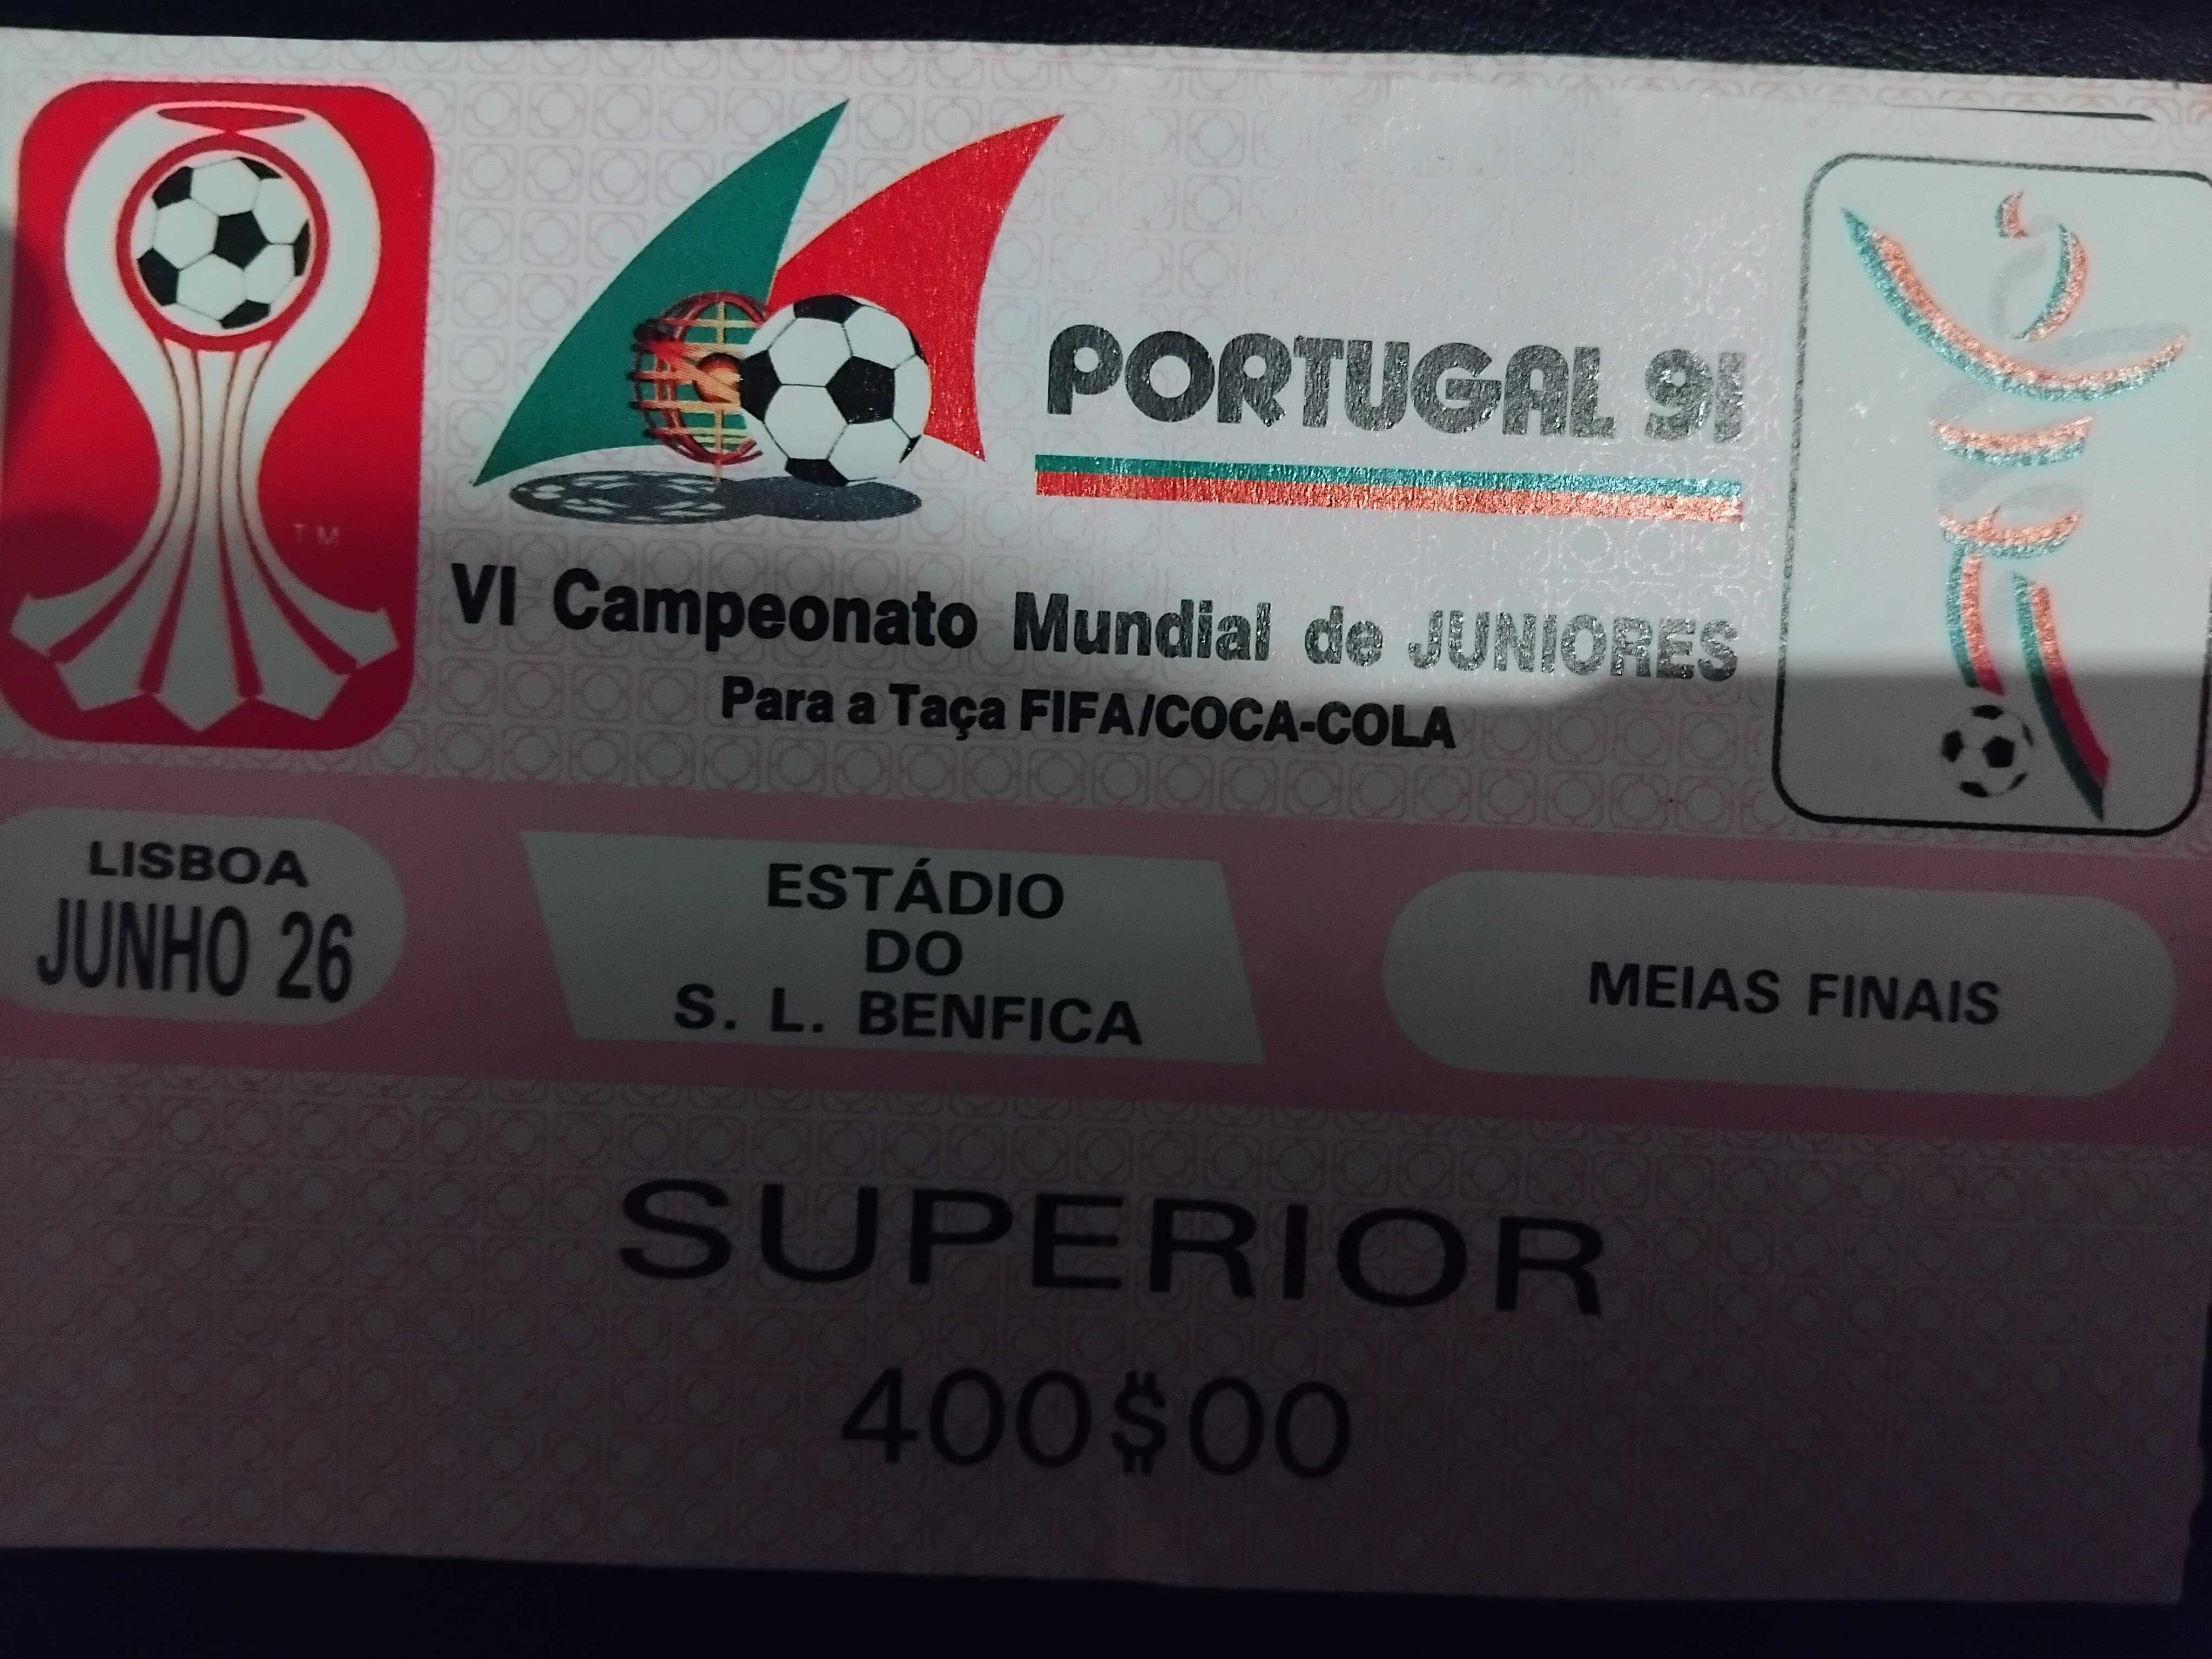 TM
PORTUGAL 91
VI Campeonato Mundial de JUNIORES
Para a Taça FIFA/COCA-COLA
LISBOA
JUNHO 26
ESTÁDIO
DO
S. L. BENFICA
MEIAS FINAIS
SUPERIOR
400$00